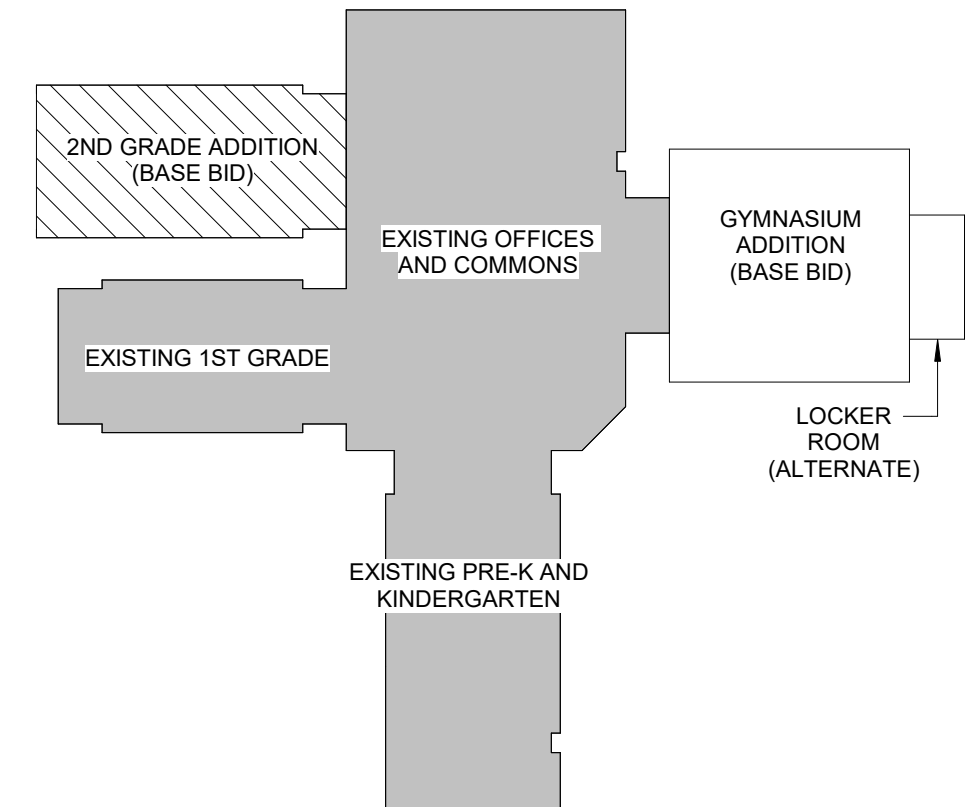 2ND GRADE ADDITION
(BASE BID)
EXISTING OFFICES
AND COMMONS
GYMNASIUM
ADDITION
(BASE BID)
EXISTING 1ST GRADE
LOCKER
ROOM
(ALTERNATE)
EXISTING PRE-K AND
KINDERGARTEN